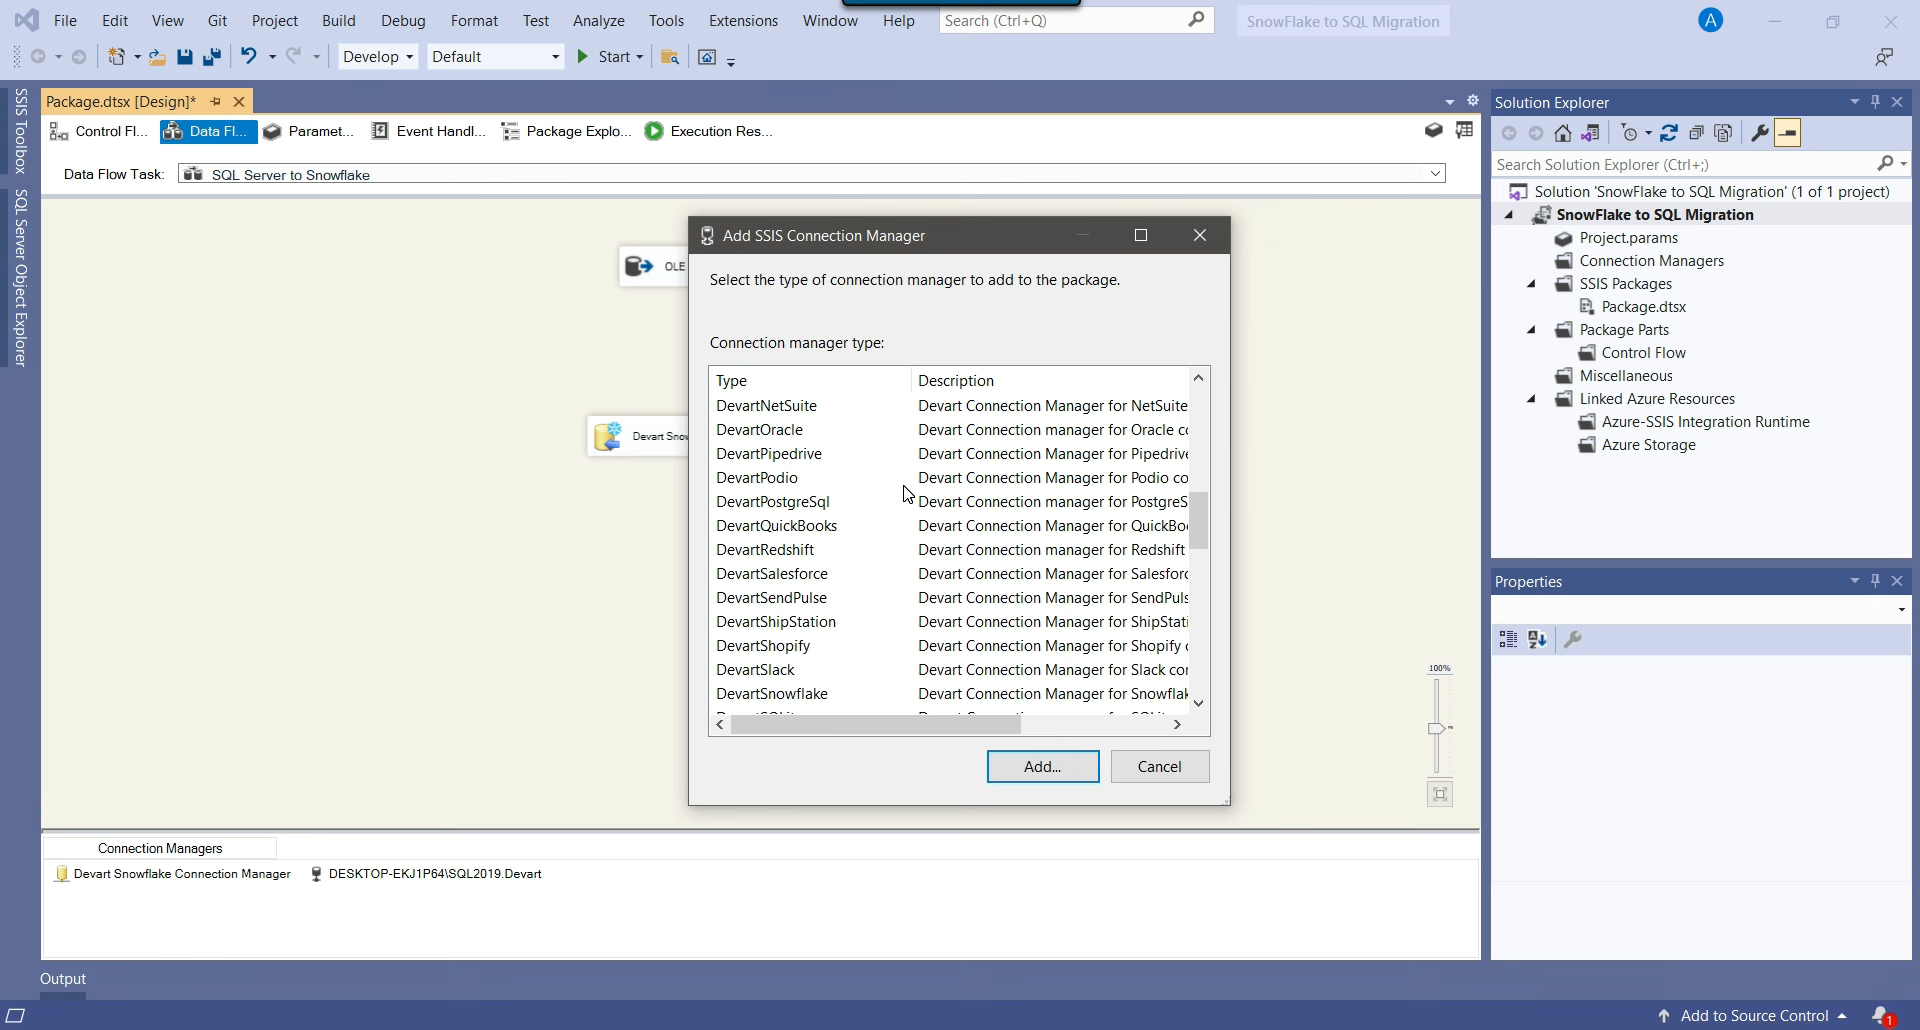 File Edit View Git Project Build Debug Format Test Analyze Tools Extensions Window Help Search (Ctrl+Q) SnowFlake to SQL Migration A
Develop Default Start
Package.dtsx [Design]*
Control Fl... Data Fl... Paramet... Event Handl... Package Explo... Execution Res...
Data Flow Task: SQL Server to Snowflake
SSIS Toolbox
SQL Server Object Explorer
OLE
Devart Snow
Add SSIS Connection Manager
Select the type of connection manager to add to the package.
Connection manager type:
Type Description
DevartNetSuite Devart Connection Manager for NetSuite
DevartOracle Devart Connection manager for Oracle co
DevartPipedrive Devart Connection Manager for Pipedrive
DevartPodio Devart Connection Manager for Podio co
DevartPostgreSql Devart Connection manager for PostgreS
DevartQuickBooks Devart Connection Manager for QuickBo
DevartRedshift Devart Connection manager for Redshift
DevartSalesforce Devart Connection Manager for Salesforc
DevartSendPulse Devart Connection Manager for SendPuls
DevartShipStation Devart Connection Manager for ShipStati
DevartShopify Devart Connection Manager for Shopify c
DevartSlack Devart Connection Manager for Slack cor
DevartSnowflake Devart Connection Manager for Snowflak
Add... Cancel
100%
Connection Managers
Devart Snowflake Connection Manager DESKTOP-EKJ1P64\SQL2019.Devart
Output
Solution Explorer
Search Solution Explorer (Ctrl+;)
Solution 'SnowFlake to SQL Migration' (1 of 1 project)
SnowFlake to SQL Migration
Project.params
Connection Managers
SSIS Packages
Package.dtsx
Package Parts
Control Flow
Miscellaneous
Linked Azure Resources
Azure-SSIS Integration Runtime
Azure Storage
Properties
Add to Source Control 1